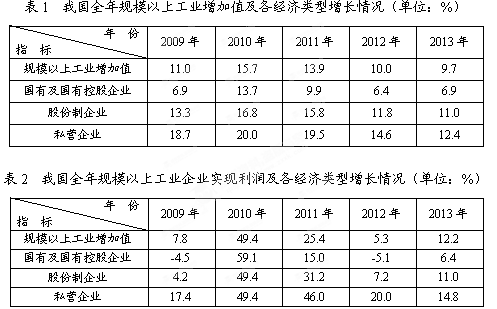 表1 我国全年规模以上工业增加值及各经济类型增长情况（单位：%）
年 份
指 标
2009年 2010年 2011年 2012年 2013年
规模以上工业增加值 11.0 15.7 13.9 10.0 9.7
国有及国有控股企业 6.9 13.7 9.9 6.4 6.9
股份制企业 13.3 16.8 15.8 11.8 11.0
私营企业 18.7 20.0 19.5 14.6 12.4
表2 我国全年规模以上工业企业实现利润及各经济类型增长情况（单位：%）
年 份
指 标
2009年 2010年 2011年 2012年 2013年
规模以上工业增加值 7.8 49.4 25.4 5.3 12.2
国有及国有控股企业 -4.5 59.1 15.0 -5.1 6.4
股份制企业 4.2 49.4 31.2 7.2 11.0
私营企业 17.4 49.4 46.0 20.0 14.8